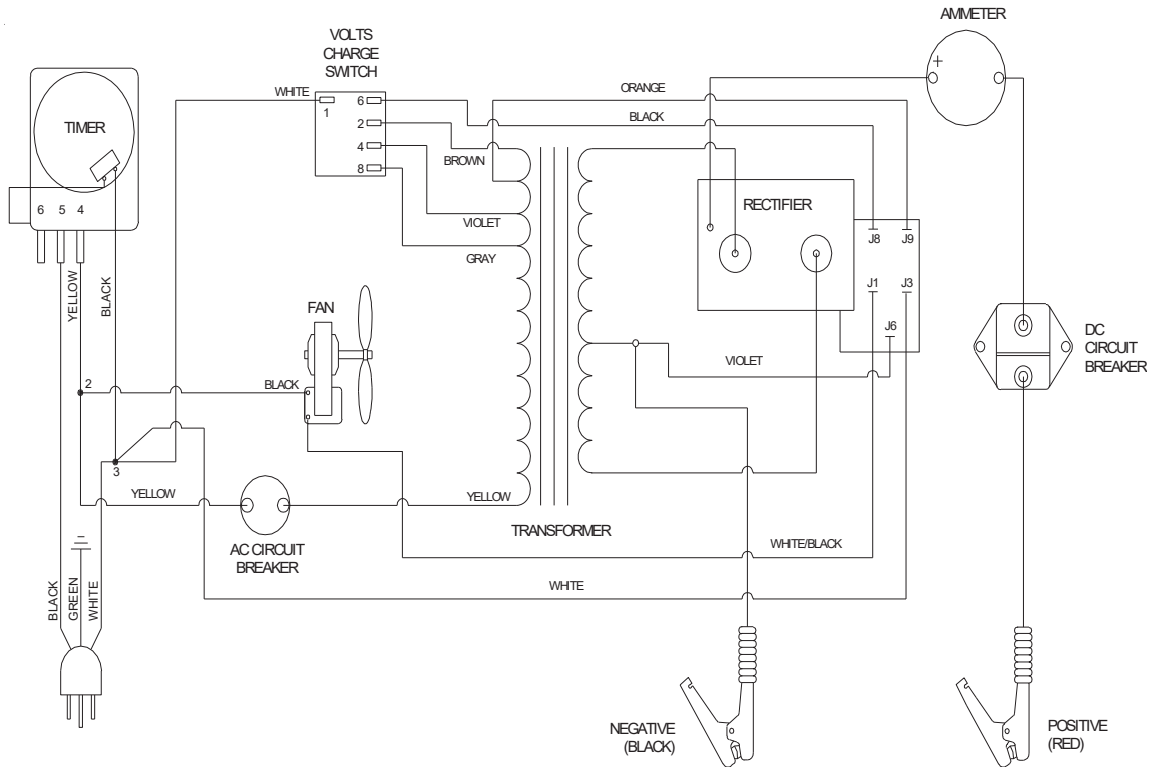 AMMETER
VOLTS
CHARGE
SWITCH
TIMER
6 5 4
YELLOW
BLACK
WHITE
1
6
2
4
8
BROWN
VIOLET
GRAY
ORANGE
BLACK
+
RECTIFIER
J8 J9
J1 J3
J6
FAN
BLACK
2
3
YELLOW
YELLOW
AC CIRCUIT
BREAKER
TRANSFORMER
VIOLET
WHITE/BLACK
WHITE
DC
CIRCUIT
BREAKER
BLACK
GREEN
WHITE
NEGATIVE
(BLACK)
POSITIVE
(RED)